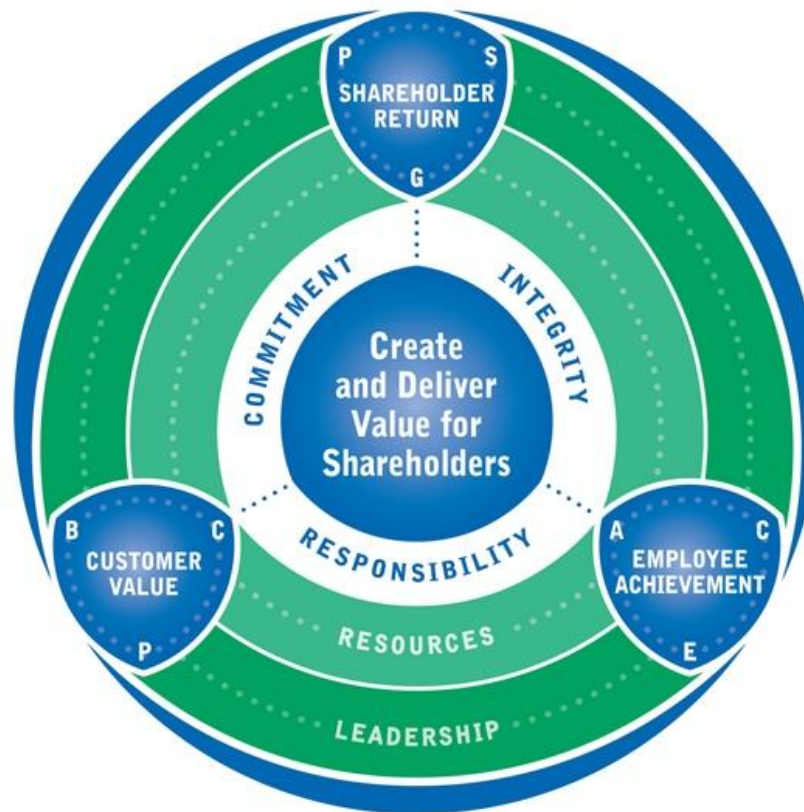 P S
SHAREHOLDER
RETURN
G
COMMITMENT
INTEGRITY
Create
and Deliver
Value for
Shareholders
RESPONSIBILITY
B C
CUSTOMER
VALUE
P
A C
EMPLOYEE
ACHIEVEMENT
E
RESOURCES
LEADERSHIP